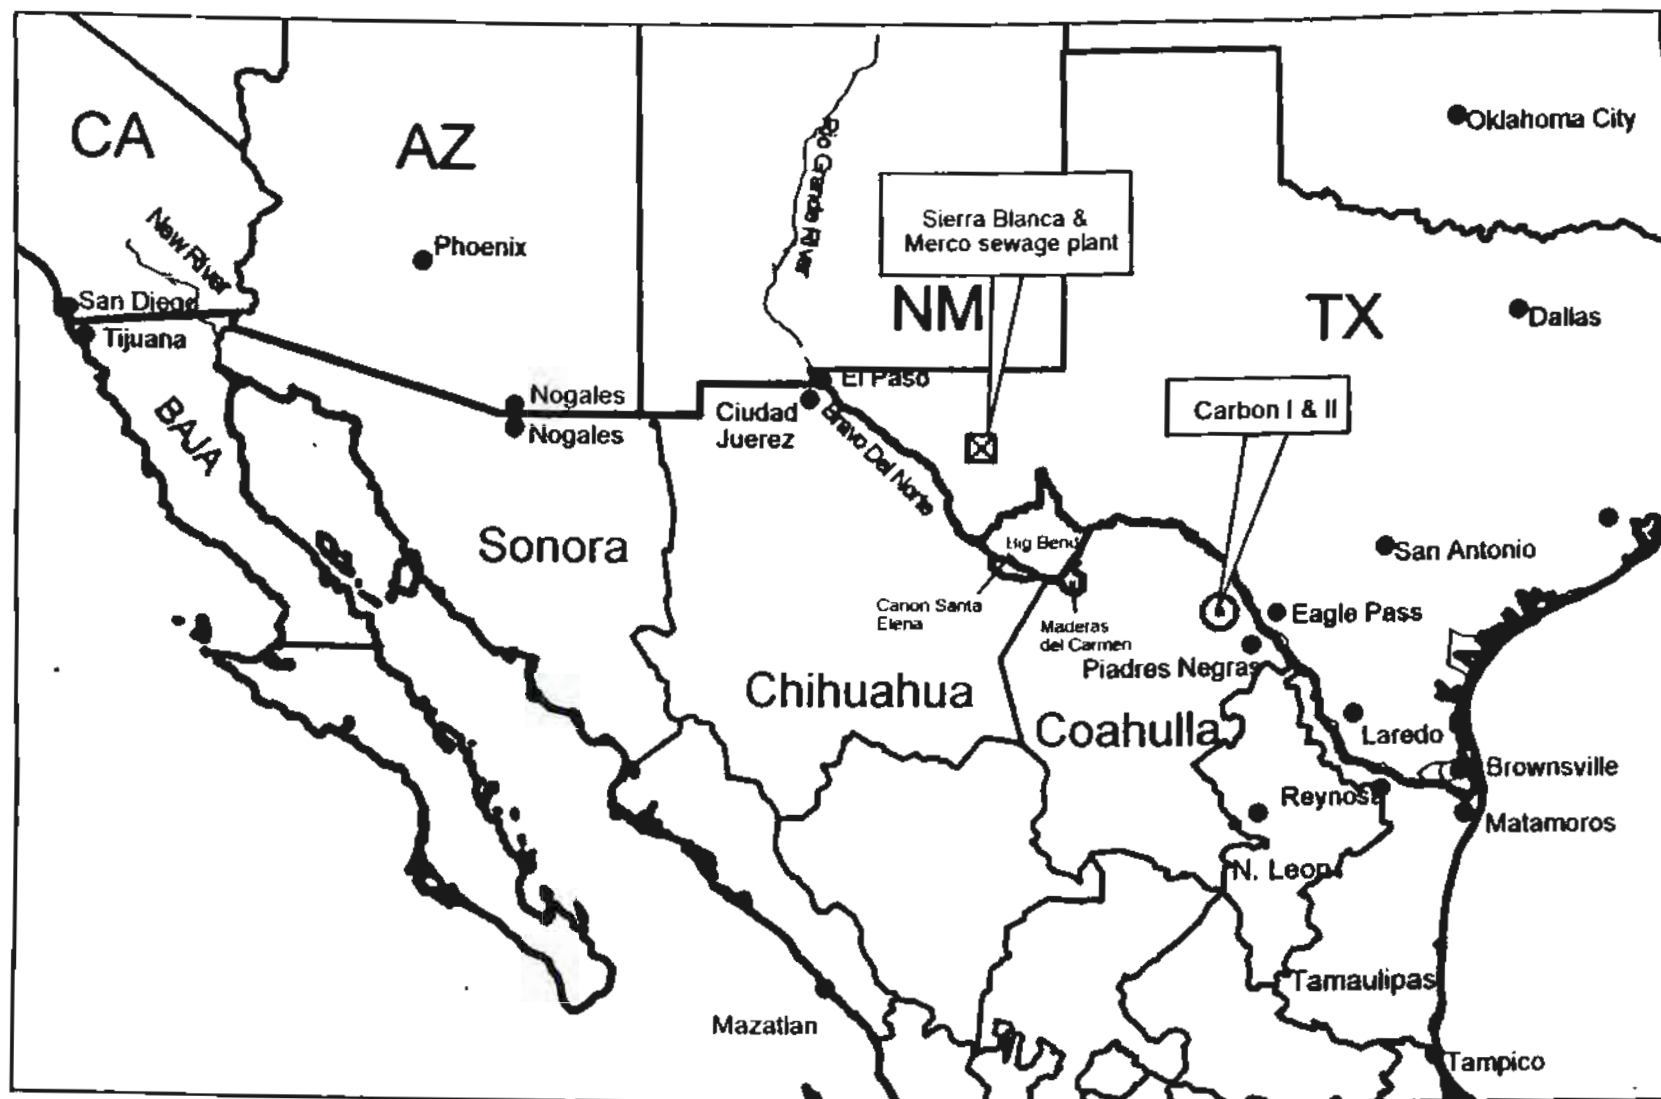 CA
AZ
NM
TX
Oklahoma City
Rio Grande River
Sierra Blanca &
Merco sewage plant
New River
Phoenix
San Diego
Tijuana
Dallas
BAJA
Nogales
Nogales
El Paso
Ciudad
Juerez
Bravo Del Norte
Carbon I & II
Sonora
Big Bend
San Antonio
Canon Santa
Elena
Maderas
del Carmen
Eagle Pass
Piadres Negras
Chihuahua
Coahulla
Laredo
Brownsville
Reynosa
Matamoros
N. Leon
Tamaulipas
Mazatlan
Tampico